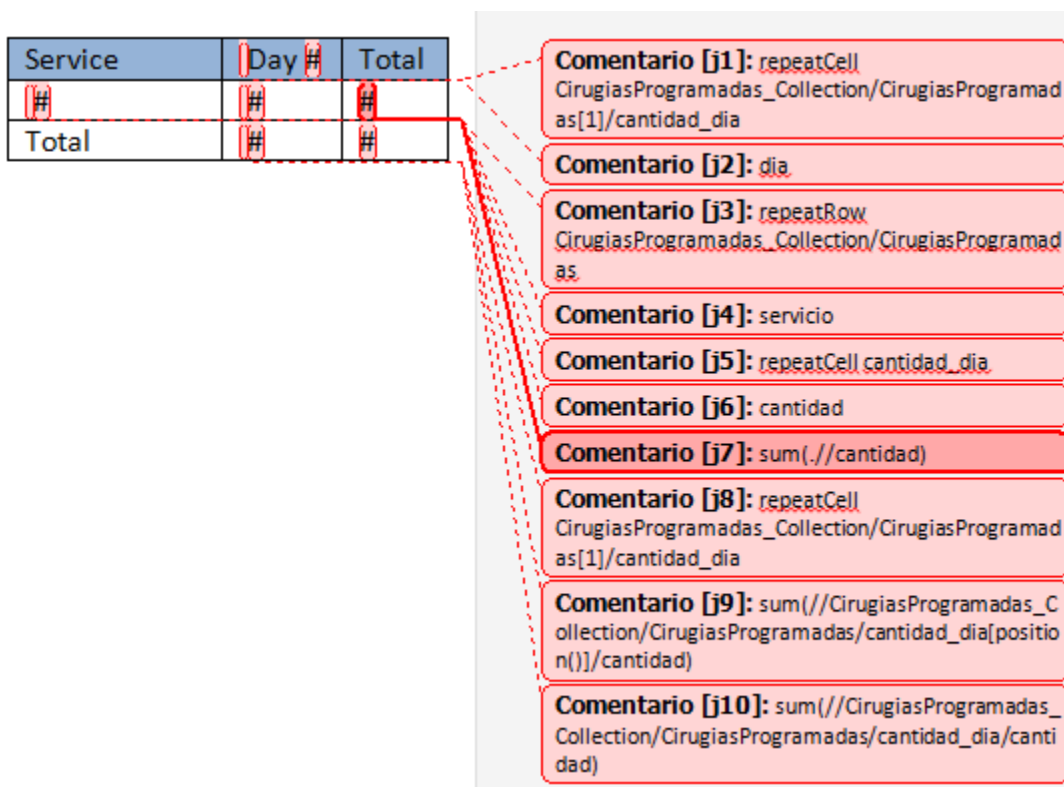 Service Day # Total
# # #
Total # #
Comentario [j1]: repeatCell
CirugiasProgramadas_Collection/CirugiasProgramad
as[1]/cantidad_dia
Comentario [j2]: dia
Comentario [j3]: repeatRow
CirugiasProgramadas_Collection/CirugiasProgramad
as
Comentario [j4]: servicio
Comentario [j5]: repeatCell cantidad_dia
Comentario [j6]: cantidad
Comentario [j7]: sum(.//cantidad)
Comentario [j8]: repeatCell
CirugiasProgramadas_Collection/CirugiasProgramad
as[1]/cantidad_dia
Comentario [j9]: sum(//CirugiasProgramadas_C
ollection/CirugiasProgramadas/cantidad_dia[positio
n()]/cantidad)
Comentario [j10]: sum(//CirugiasProgramadas_
Collection/CirugiasProgramadas/cantidad_dia/canti
dad)